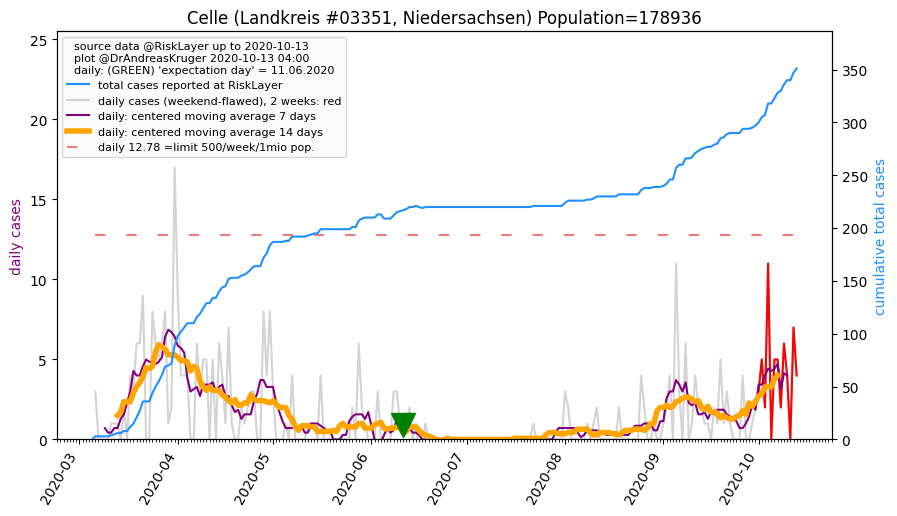 Celle (Landkreis #03351, Niedersachsen) Population=178936
source data @RiskLayer up to 2020-10-13
plot @DrAndreasKruger 2020-10-13 04:00
daily: (GREEN) 'expectation day' = 11.06.2020
total cases reported at RiskLayer
daily cases (weekend-flawed), 2 weeks: red
daily: centered moving average 7 days
daily: centered moving average 14 days
daily 12.78 =limit 500/week/1mio pop.
daily cases
25
20
15
10
5
0
cumulative total cases
350
300
250
200
150
100
50
0
2020-03
2020-04
2020-05
2020-06
2020-07
2020-08
2020-09
2020-10